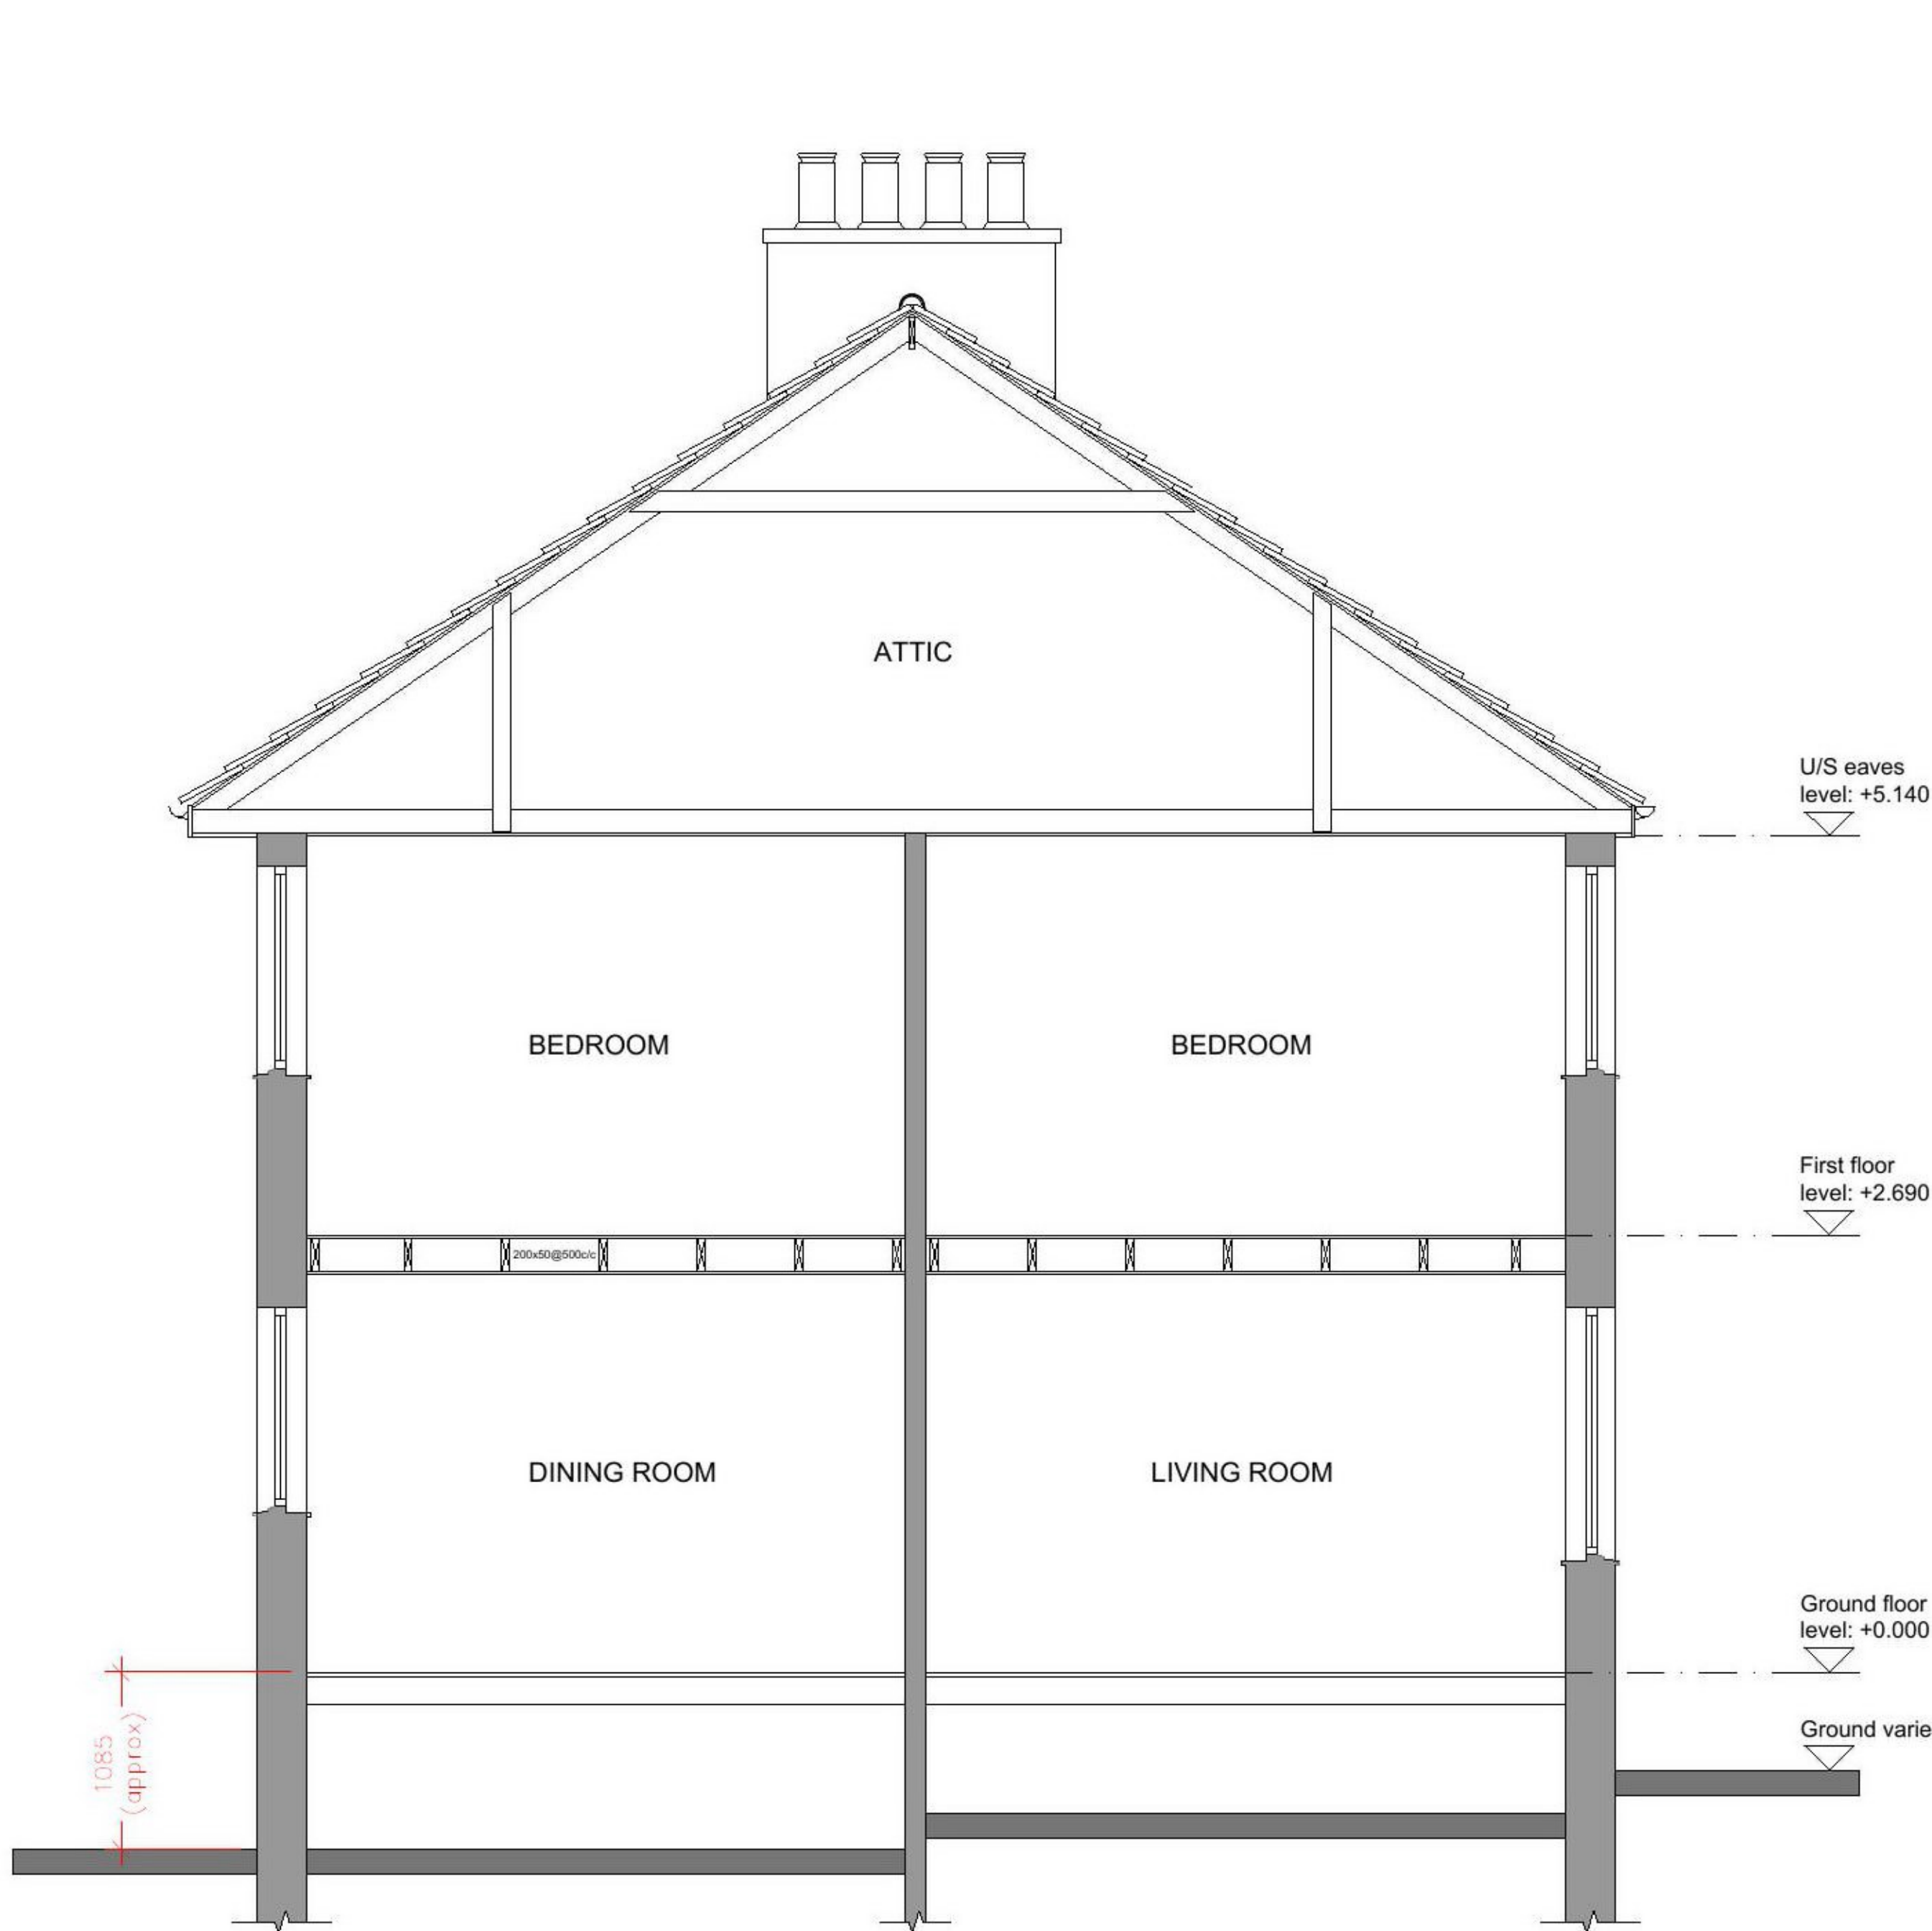 ATTIC
U/S eaves
level: +5.140
BEDROOM
BEDROOM
First floor
level: +2.690
200x50@500c/c
DINING ROOM
LIVING ROOM
Ground floor
level: +0.000
1085
(approx)
Ground varie